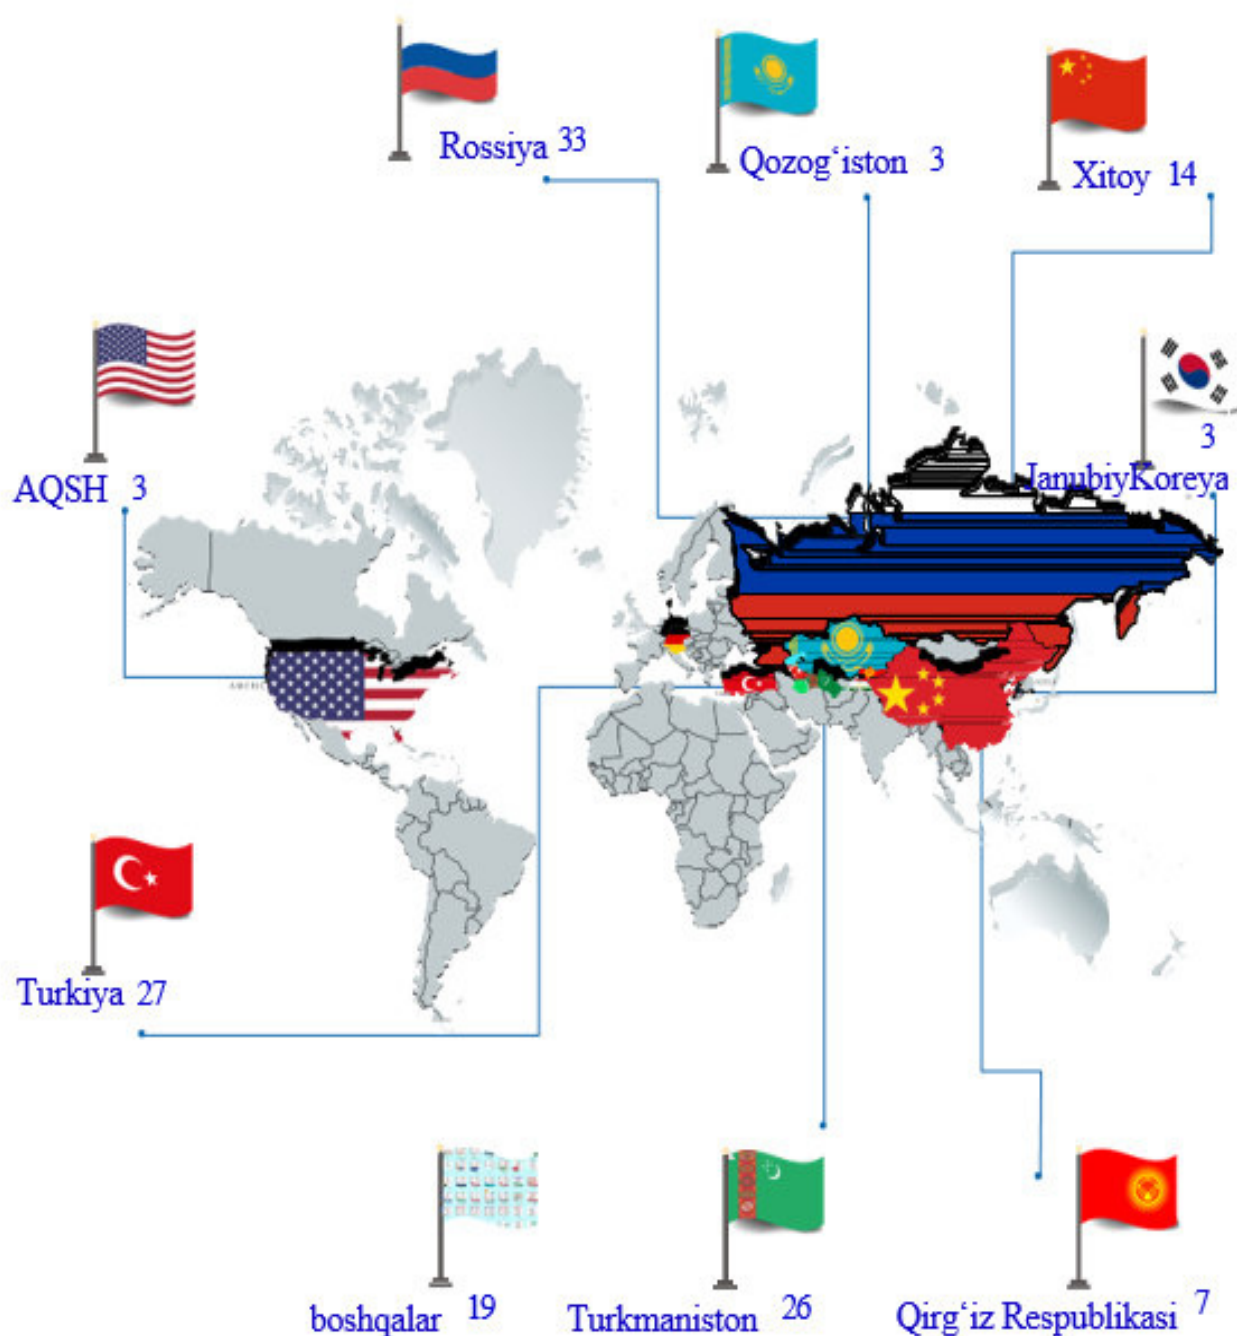 Rossiya 33
Qozog‘iston 3
Xitoy 14
AQSH 3
3
JanubiyKoreya
Turkiya 27
boshqalar 19
Turkmaniston 26
Qirg‘iz Respublikasi 7